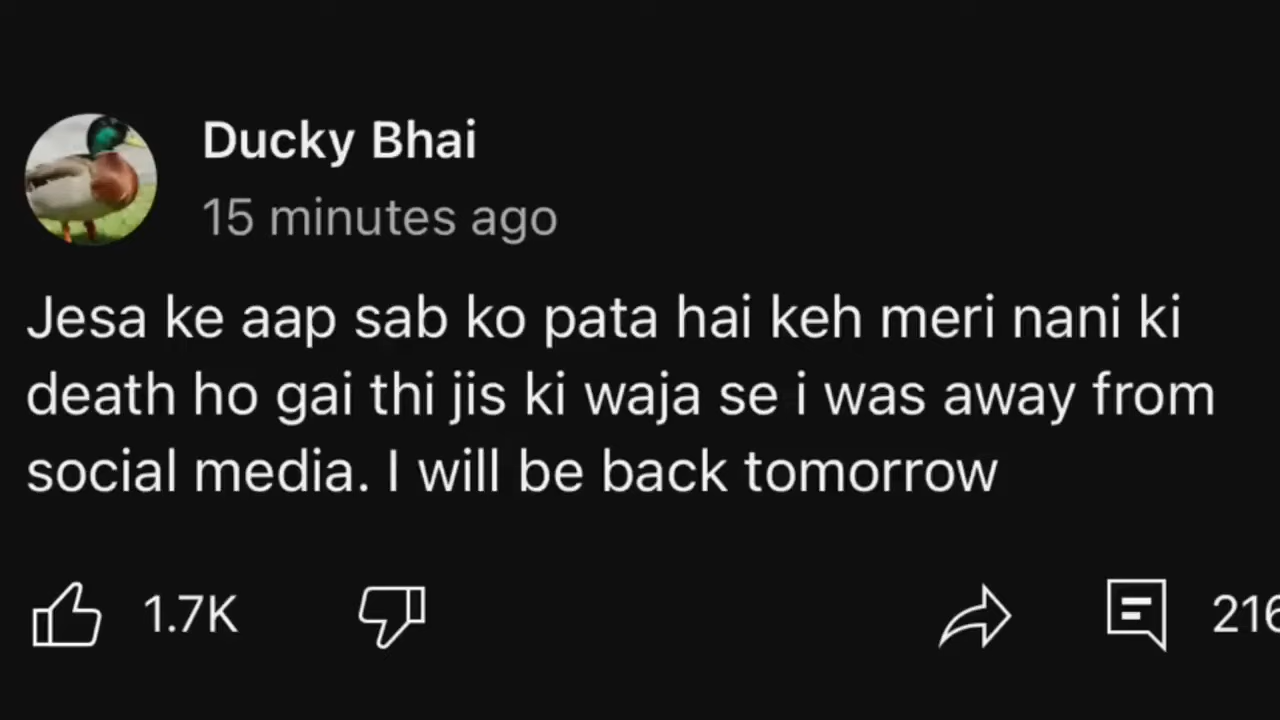 Ducky Bhai
15 minutes ago
Jesa ke aap sab ko pata hai keh meri nani ki
death ho gai thi jis ki waja se i was away from
social media. I will be back tomorrow
1.7K 216